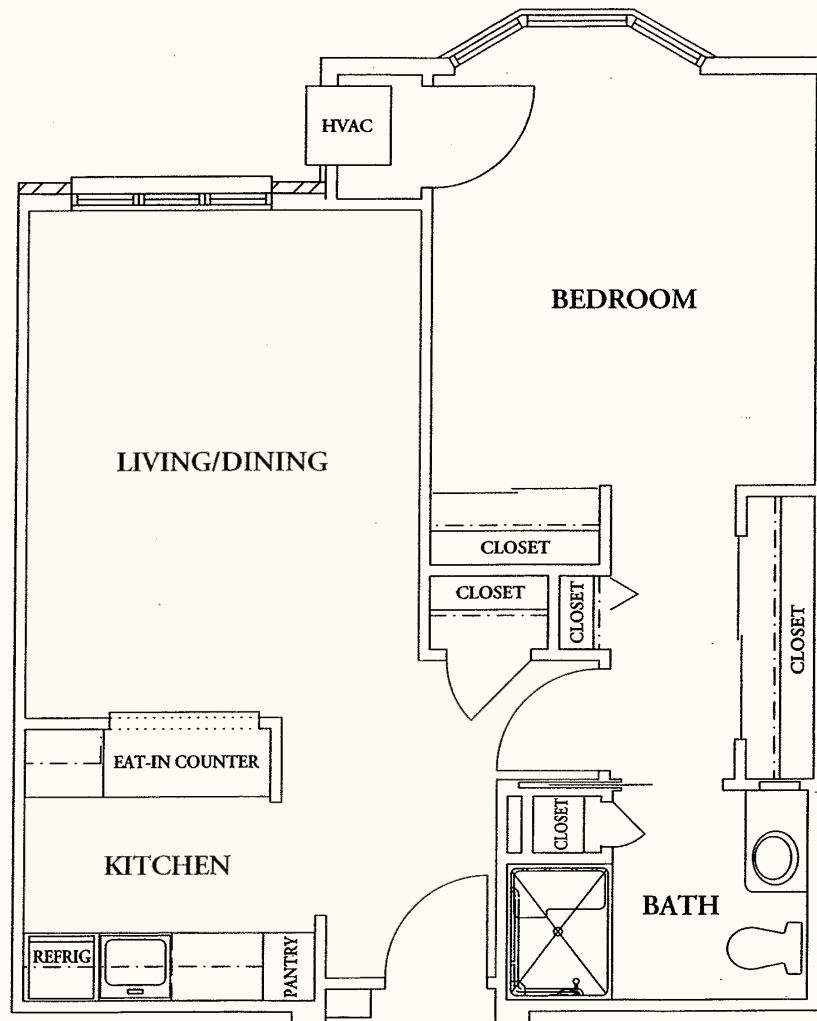 HVAC
BEDROOM
LIVING/DINING
CLOSET
CLOSET
CLOSET
CLOSET
EAT-IN COUNTER
CLOSET
KITCHEN
BATH
REFRIG
PANTRY